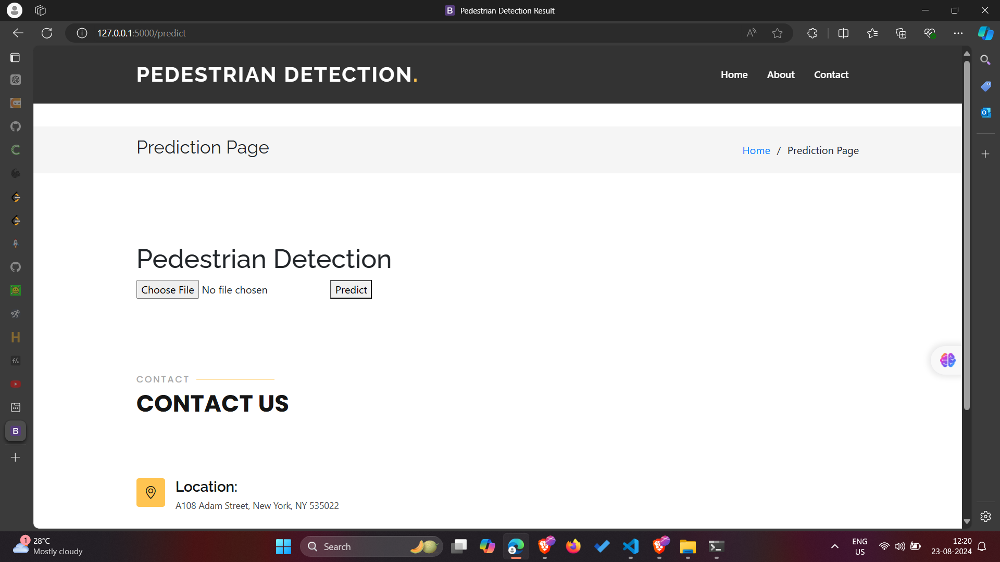 B Pedestrian Detection Result
127.0.0.1:5000/predict
PEDESTRIAN DETECTION.
Home About Contact
Prediction Page
Home / Prediction Page
Pedestrian Detection
Choose File No file chosen Predict
CONTACT
CONTACT US
Location:
A108 Adam Street, New York, NY 535022
H
B
1
28°C
Mostly cloudy
Search
ENG
US
12:20
23-08-2024